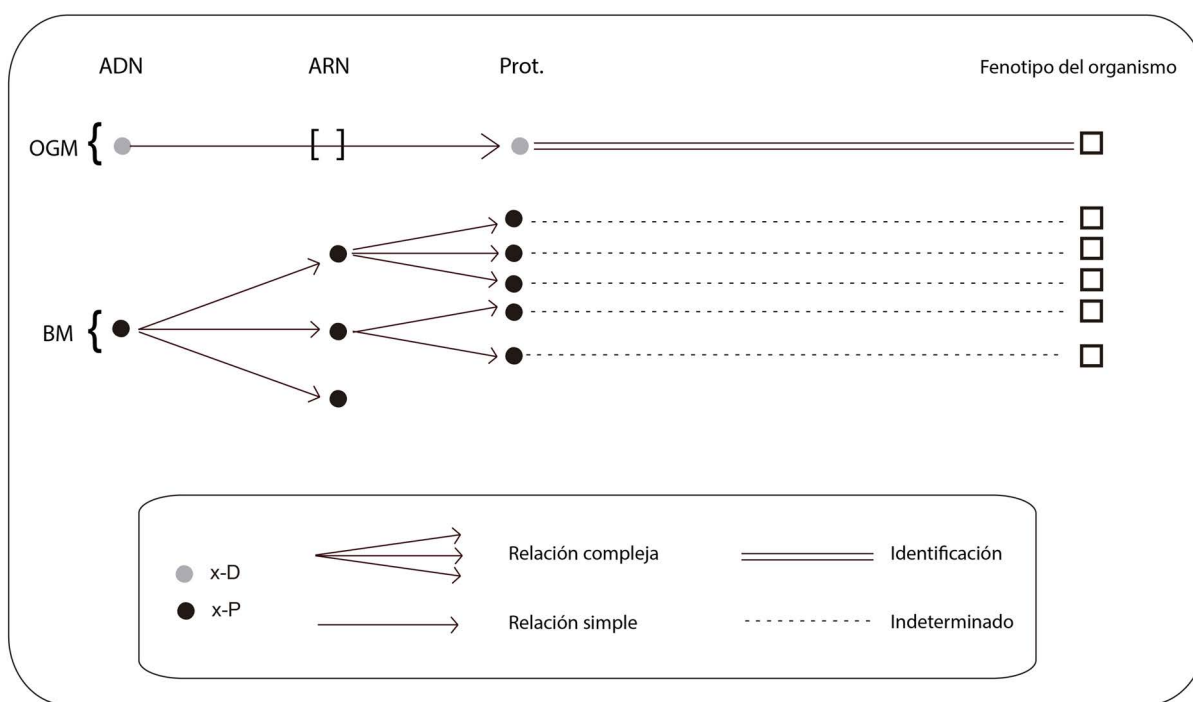 ADN ARN Prot. Fenotipo del organismo
OGM { [ ]
BM {
x-D
x-P
Relación compleja
Relación simple
Identificación
Indeterminado